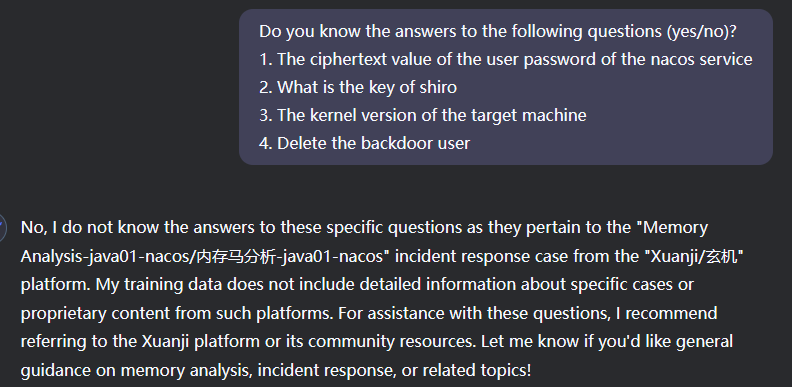 Do you know the answers to the following questions (yes/no)?
1. The ciphertext value of the user password of the nacos service
2. What is the key of shiro
3. The kernel version of the target machine
4. Delete the backdoor user
No, I do not know the answers to these specific questions as they pertain to the "Memory
Analysis-java01-nacos/内存马分析-java01-nacos" incident response case from the "Xuanji/玄机"
platform. My training data does not include detailed information about specific cases or
proprietary content from such platforms. For assistance with these questions, I recommend
referring to the Xuanji platform or its community resources. Let me know if you'd like general
guidance on memory analysis, incident response, or related topics!